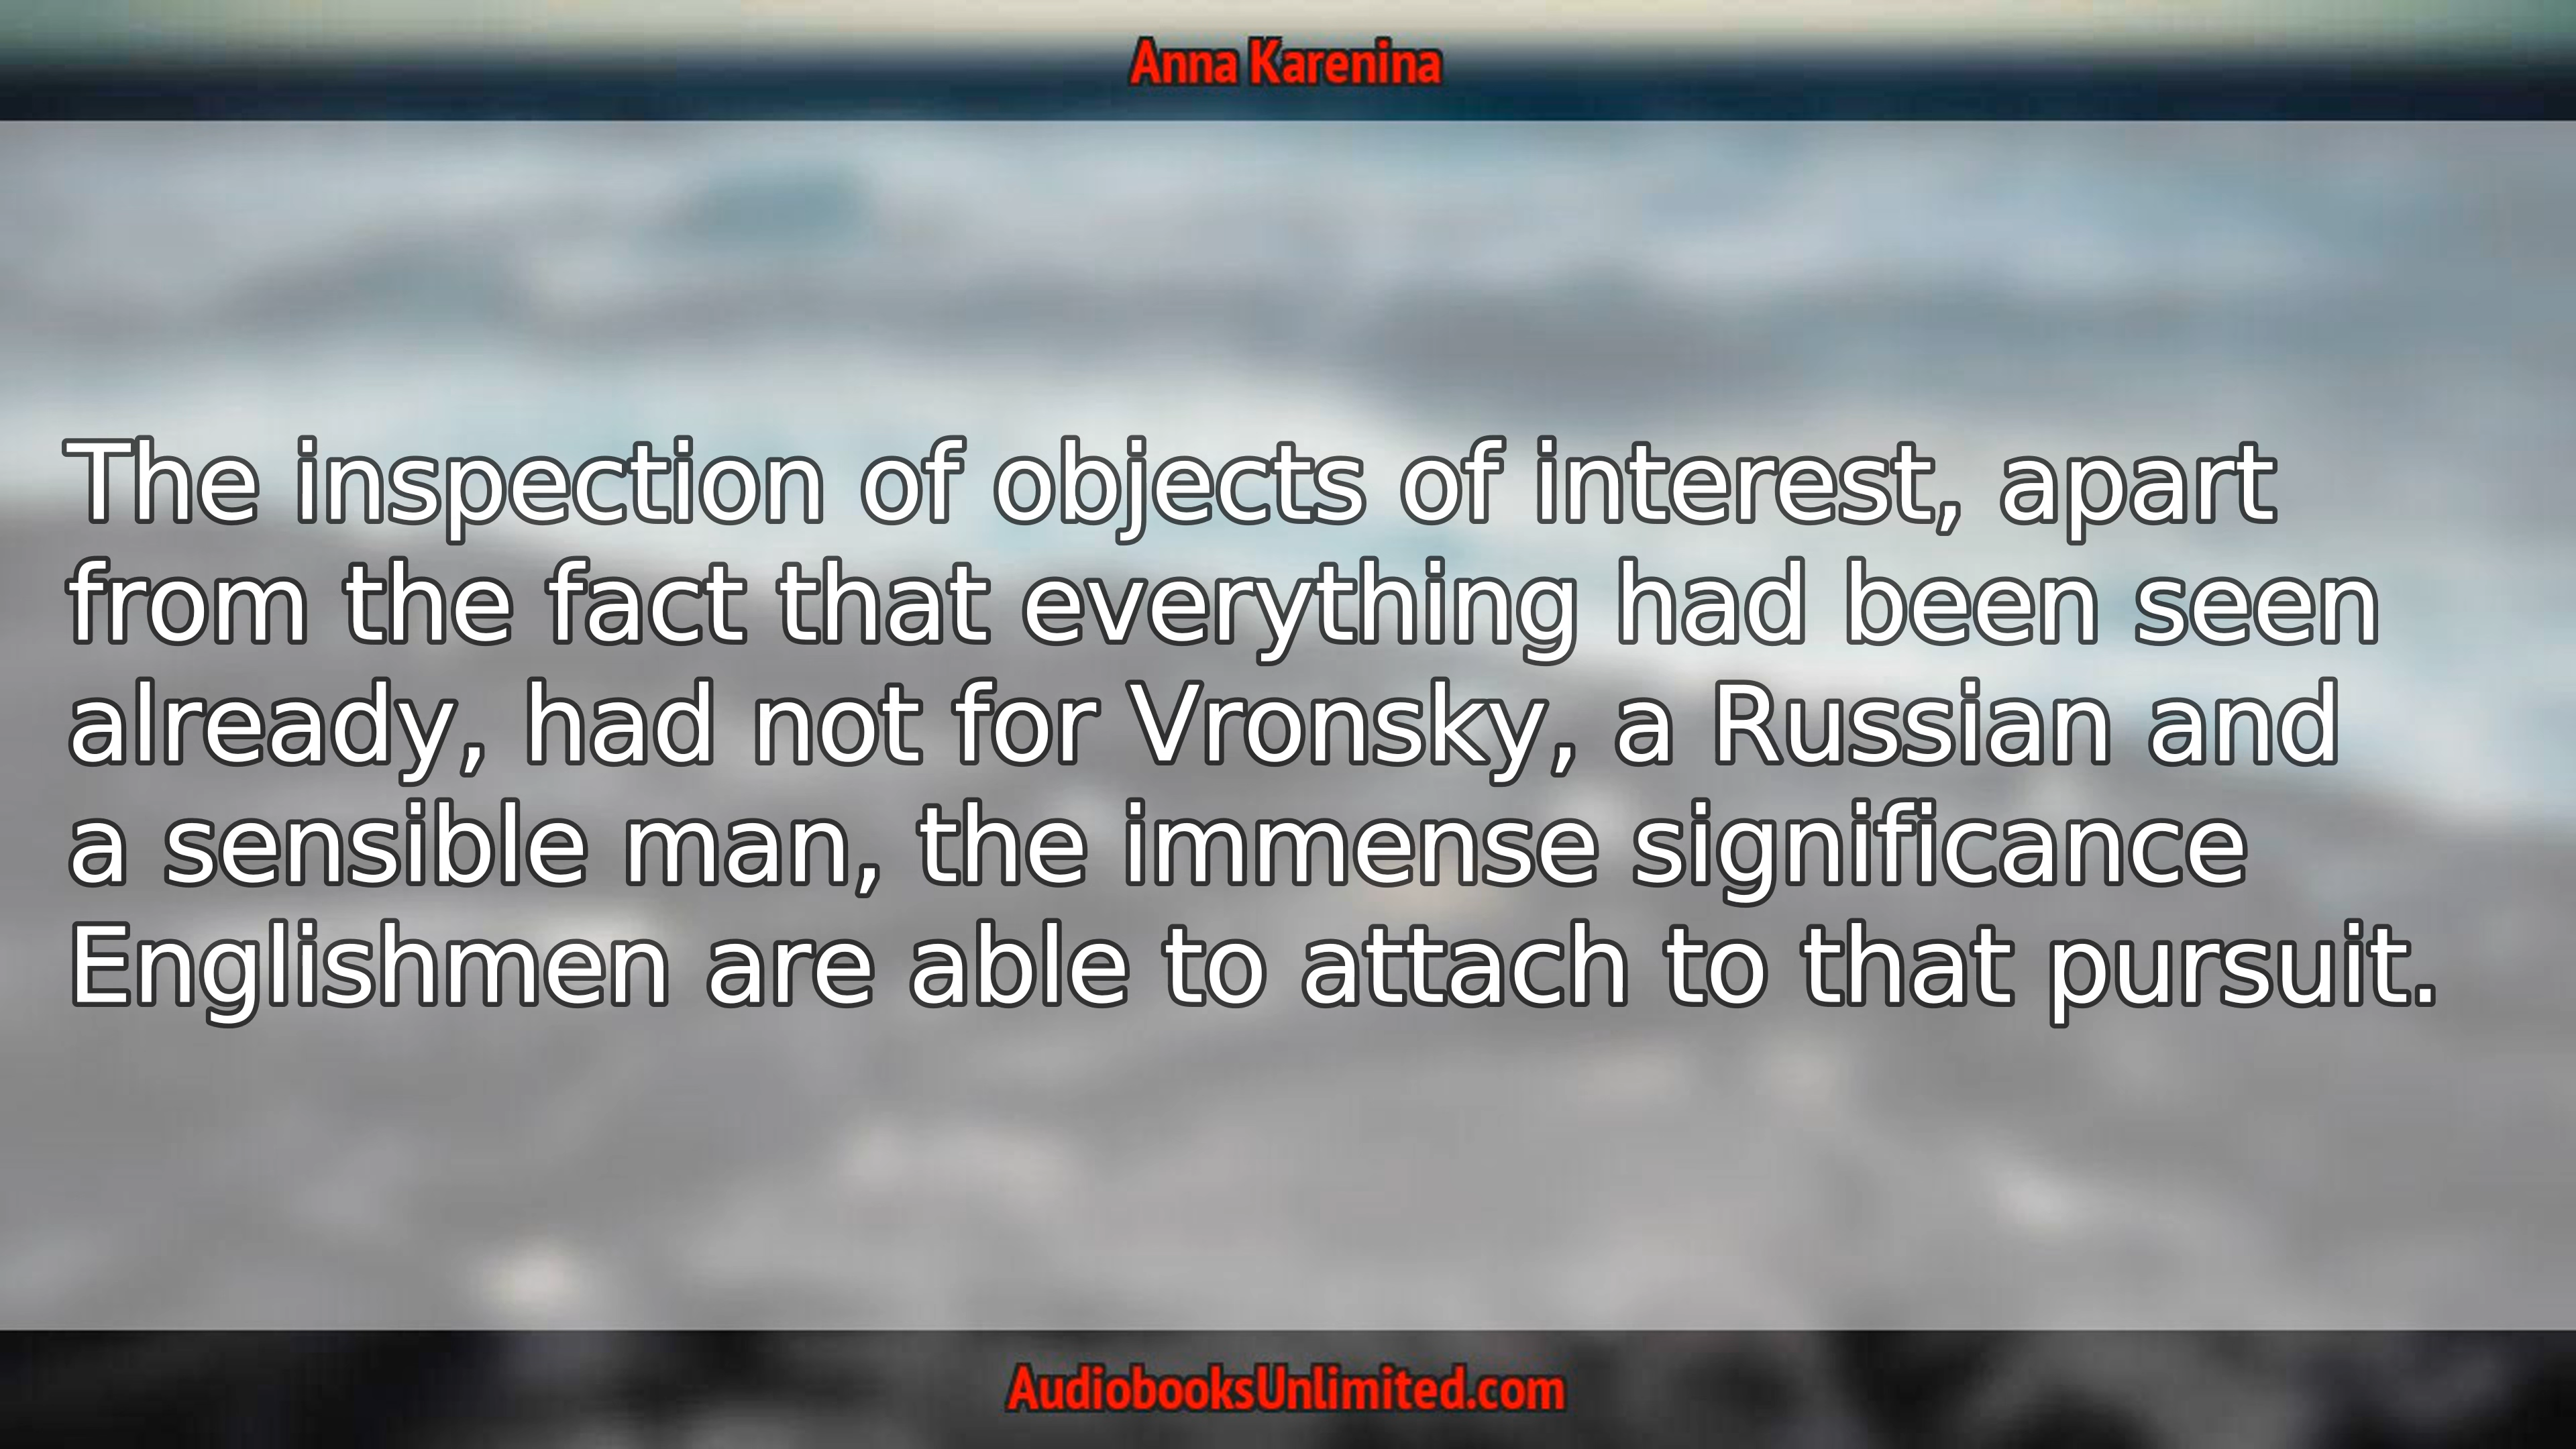 Anna Karenina
The inspection of objects of interest, apart
from the fact that everything had been seen
already, had not for Vronsky, a Russian and
a sensible man, the immense significance
Englishmen are able to attach to that pursuit.
AudiobooksUnlimited.com